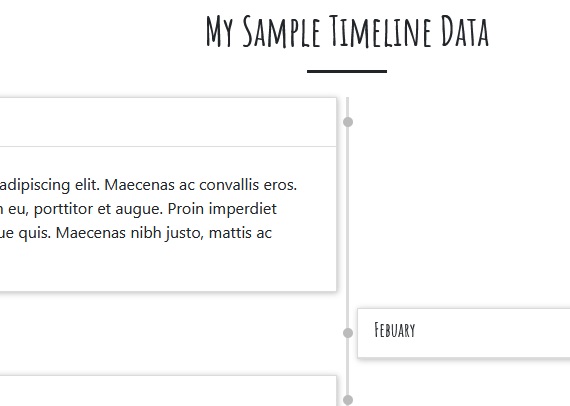 My Sample Timeline Data
adipiscing elit. Maecenas ac convallis eros.
eu, porttitor et augue. Proin imperdiet
quis. Maecenas nibh justo, mattis ac
Febuary